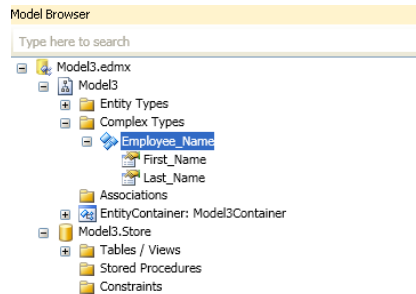 Model Browser
Type here to search
Model3.edmx
Model3
Entity Types
Complex Types
Employee_Name
First_Name
Last_Name
Associations
EntityContainer: Model3Container
Model3.Store
Tables / Views
Stored Procedures
Constraints